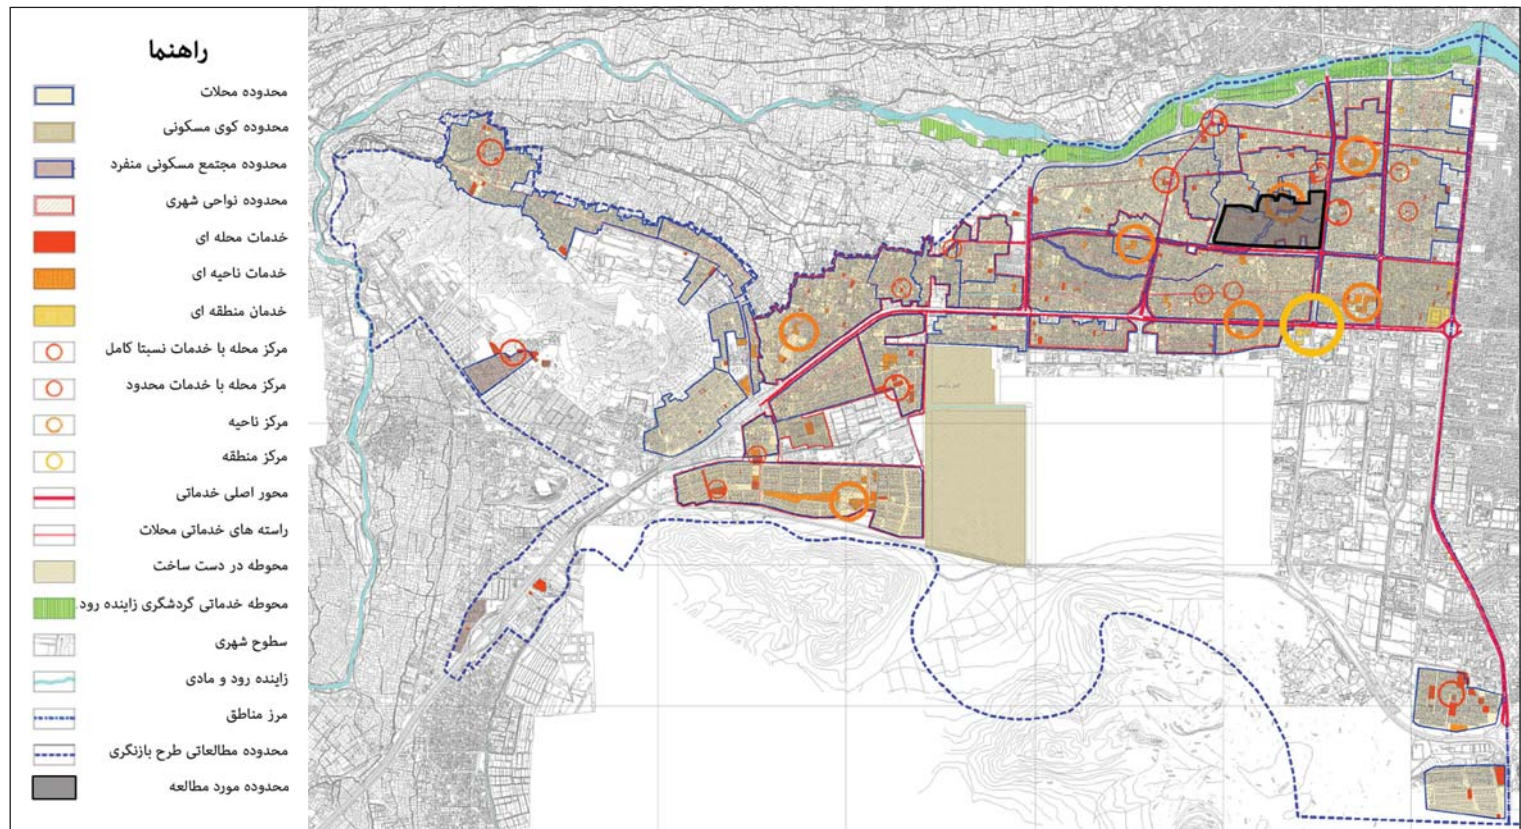 راهنما
محدوده محلات
محدوده کوی مسکونی
محدوده مجتمع مسکونی منفرد
محدوده نواحی شهری
خدمات محله ای
خدمات ناحیه ای
خدمان منطقه ای
مرکز محله با خدمات نسبتا کامل
مرکز محله با خدمات محدود
مرکز ناحیه
مرکز منطقه
محور اصلی خدماتی
راسته های خدماتی محلات
محوطه در دست ساخت
محوطه خدماتی گردشگری زاینده رود
سطوح شهری
زاینده رود و مادی
مرز مناطق
محدوده مطالعاتی طرح بازنگری
محدوده مورد مطالعه